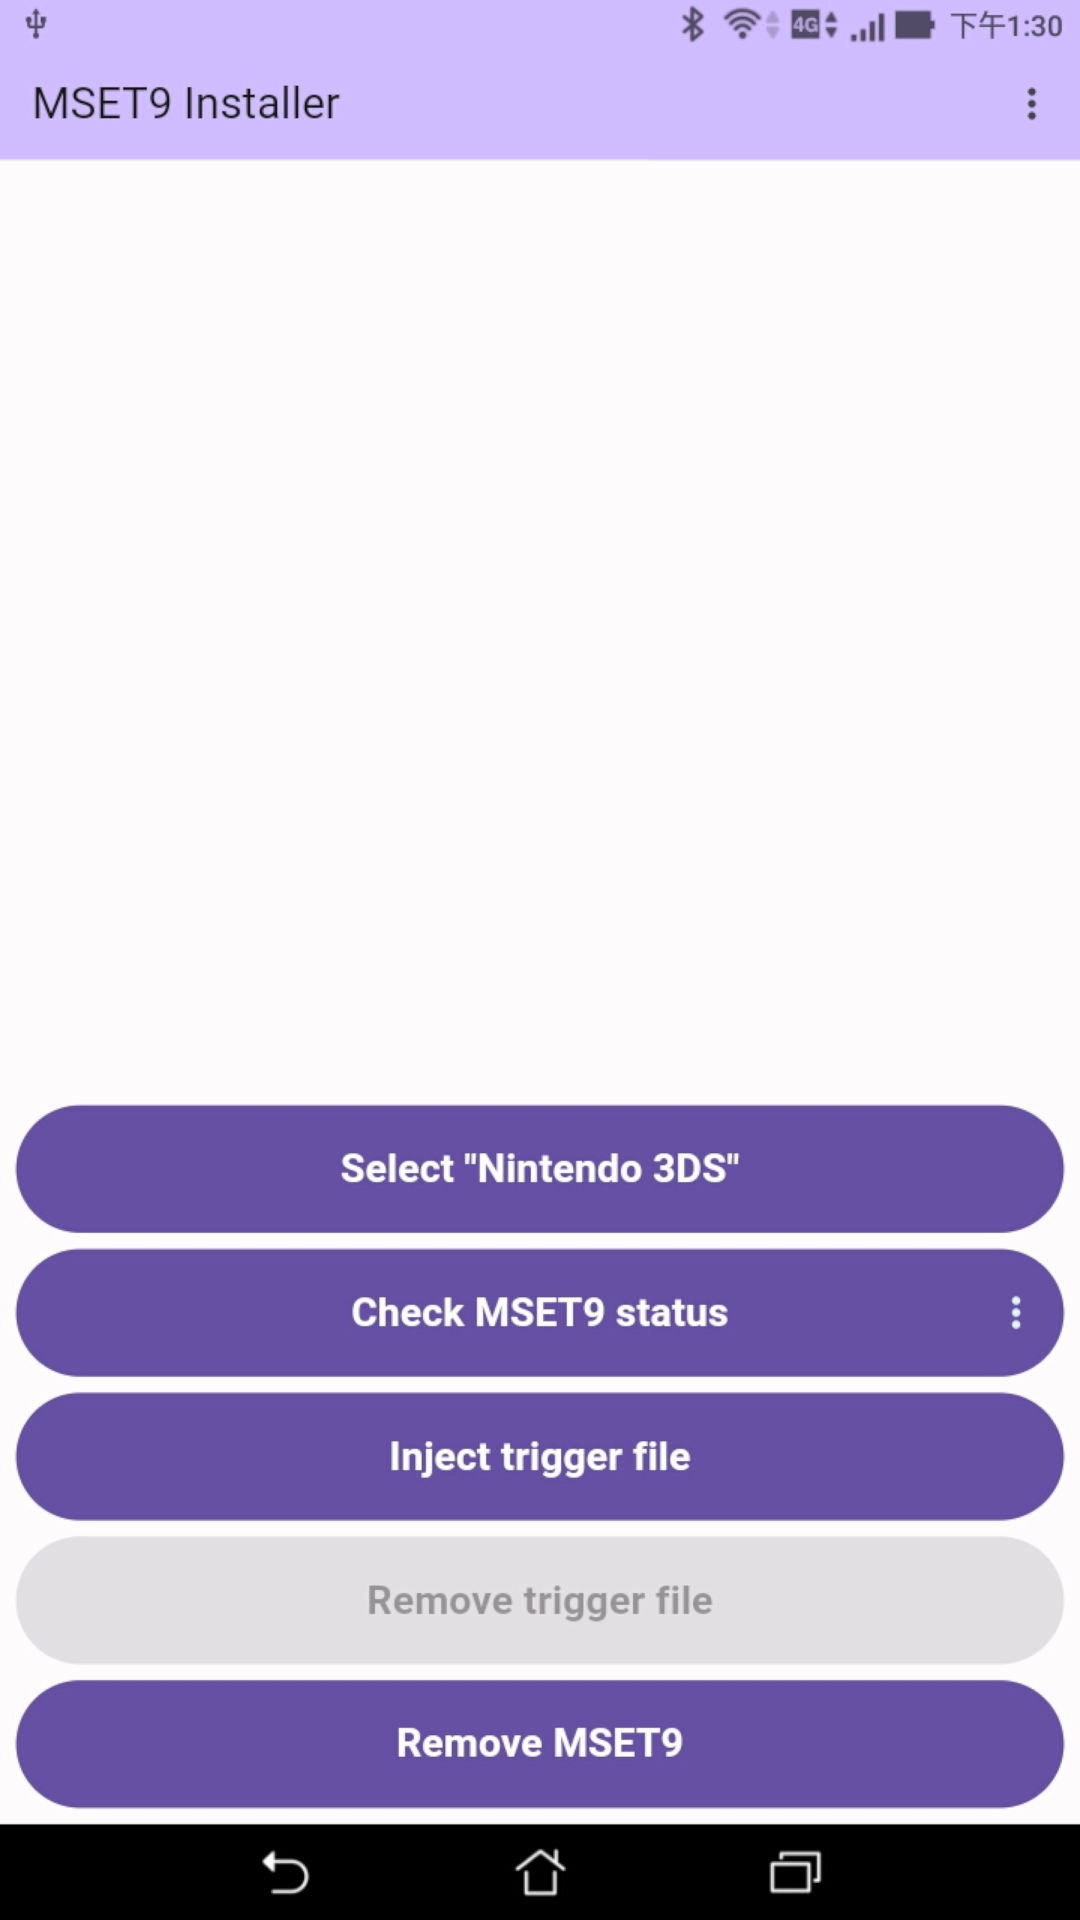 4G 下午1:30
MSET9 Installer
Select "Nintendo 3DS"
Check MSET9 status
Inject trigger file
Remove trigger file
Remove MSET9